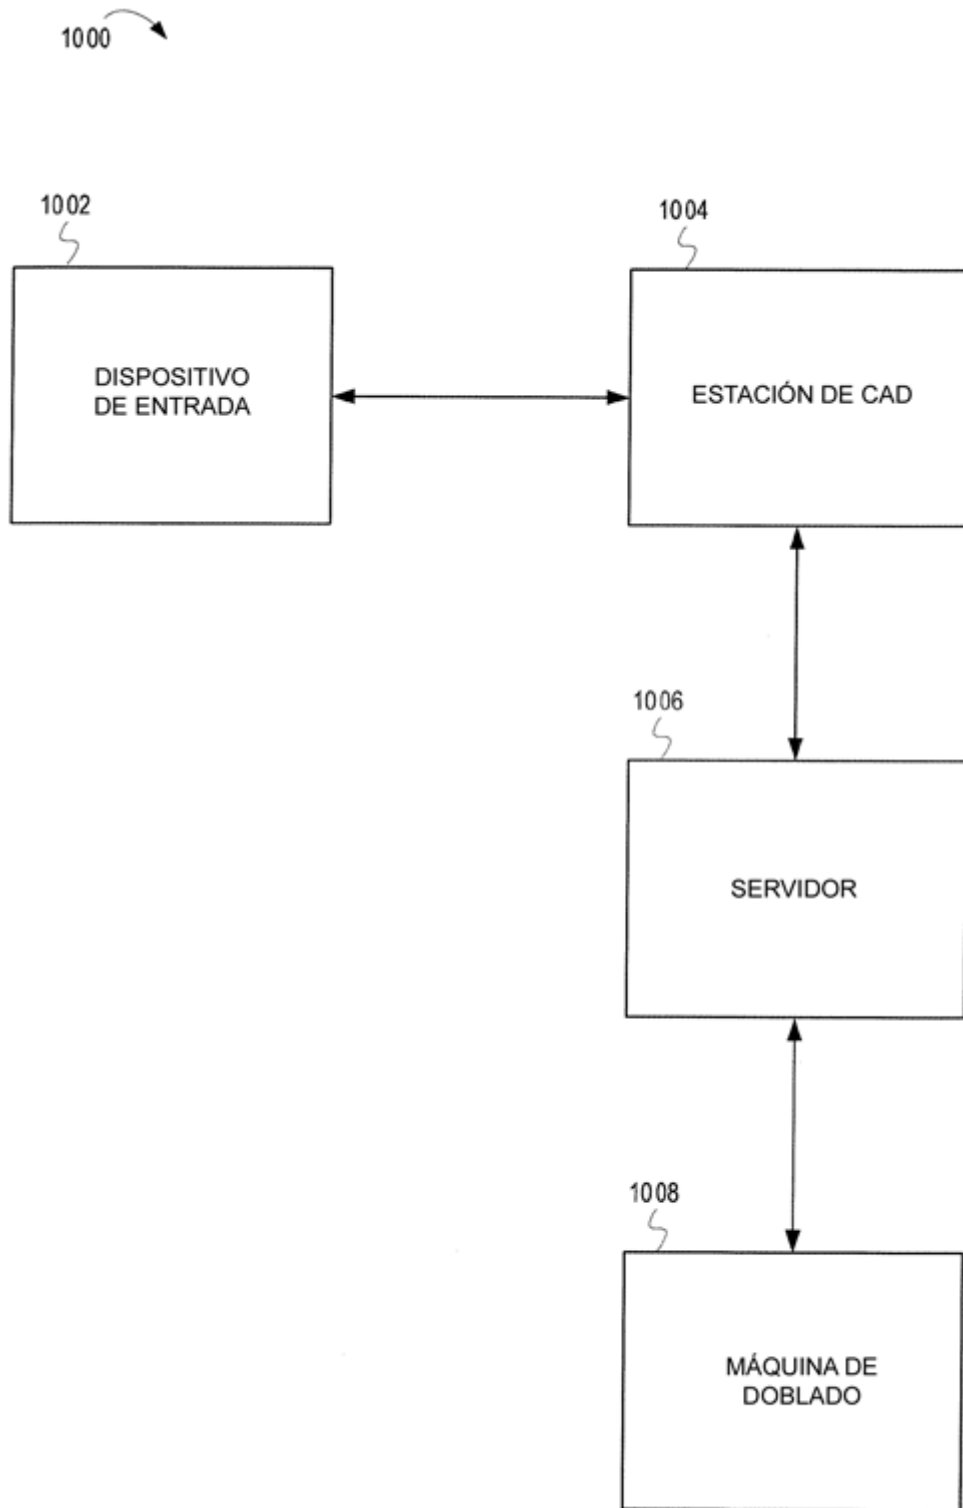 1000
1002
1004
DISPOSITIVO
DE ENTRADA
ESTACIÓN DE CAD
1006
SERVIDOR
1008
MÁQUINA DE
DOBLADO